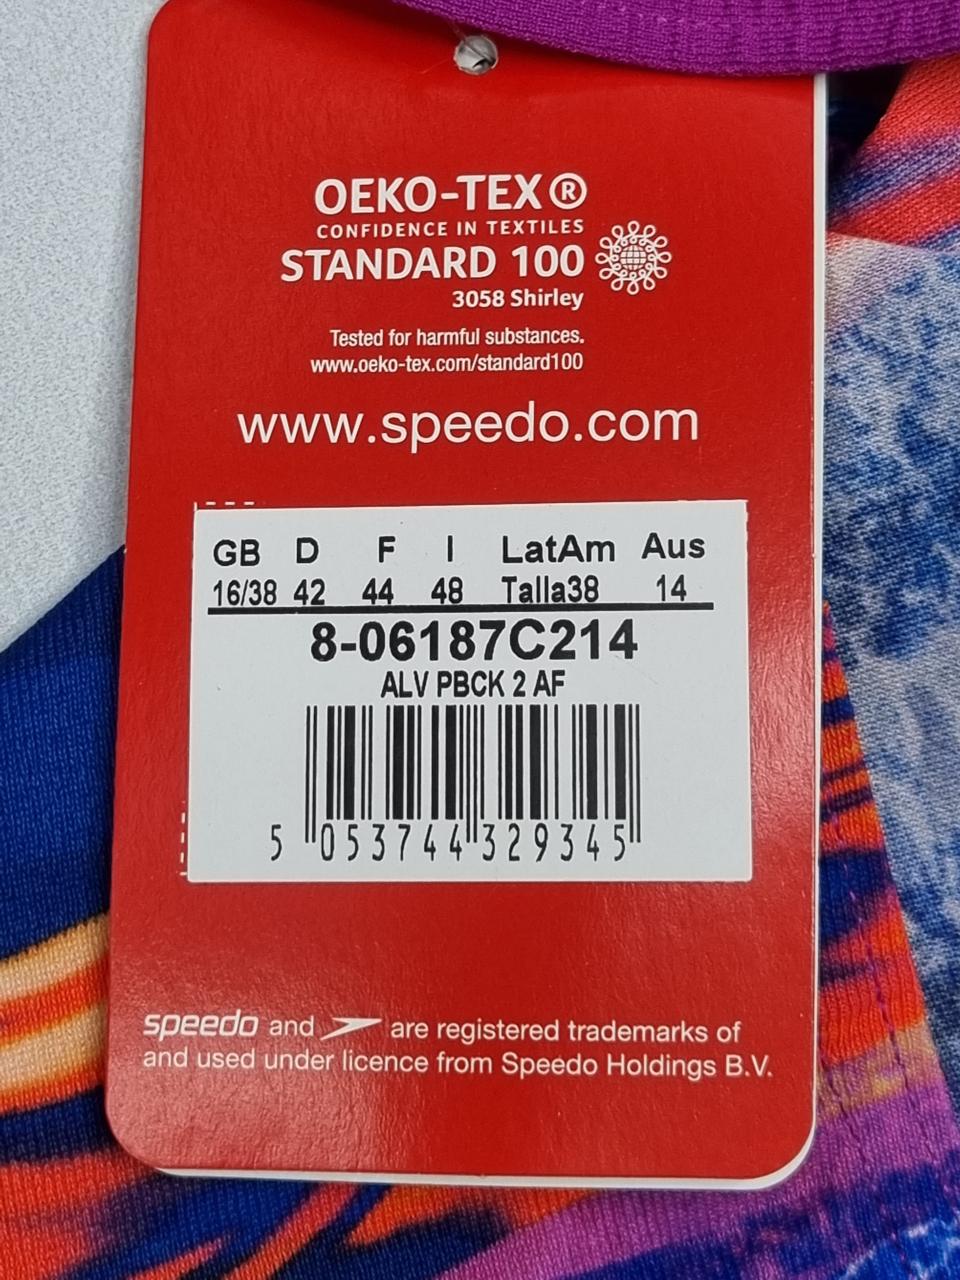 OEKO-TEX®
CONFIDENCE IN TEXTILES
STANDARD 100
3058 Shirley
Tested for harmful substances.
www.oeko-tex.com/standard100
www.speedo.com
GB D F I LatAm Aus
16/38 42 44 48 Talla38 14
8-06187C214
ALV PBCK 2 AF
5 053744 329345
speedo and are registered trademarks of
and used under licence from Speedo Holdings B.V.